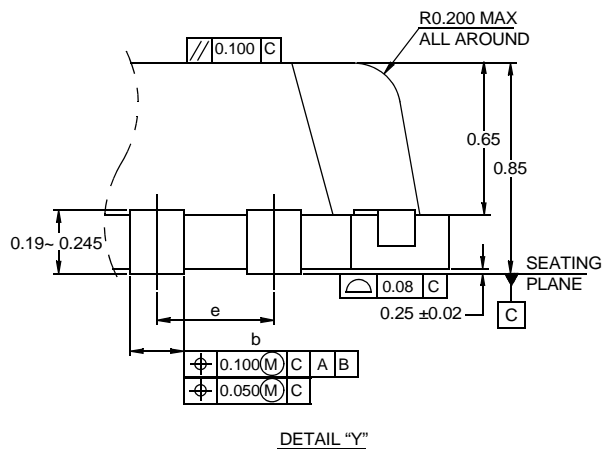 R0.200 MAX
ALL AROUND
// 0.100 C
0.65
0.85
0.19~ 0.245
SEATING
PLANE
⌓ 0.08 C
0.25 ±0.02
C
e
b
⌖ 0.100 Ⓜ C A B
⌖ 0.050 Ⓜ C
DETAIL “Y”